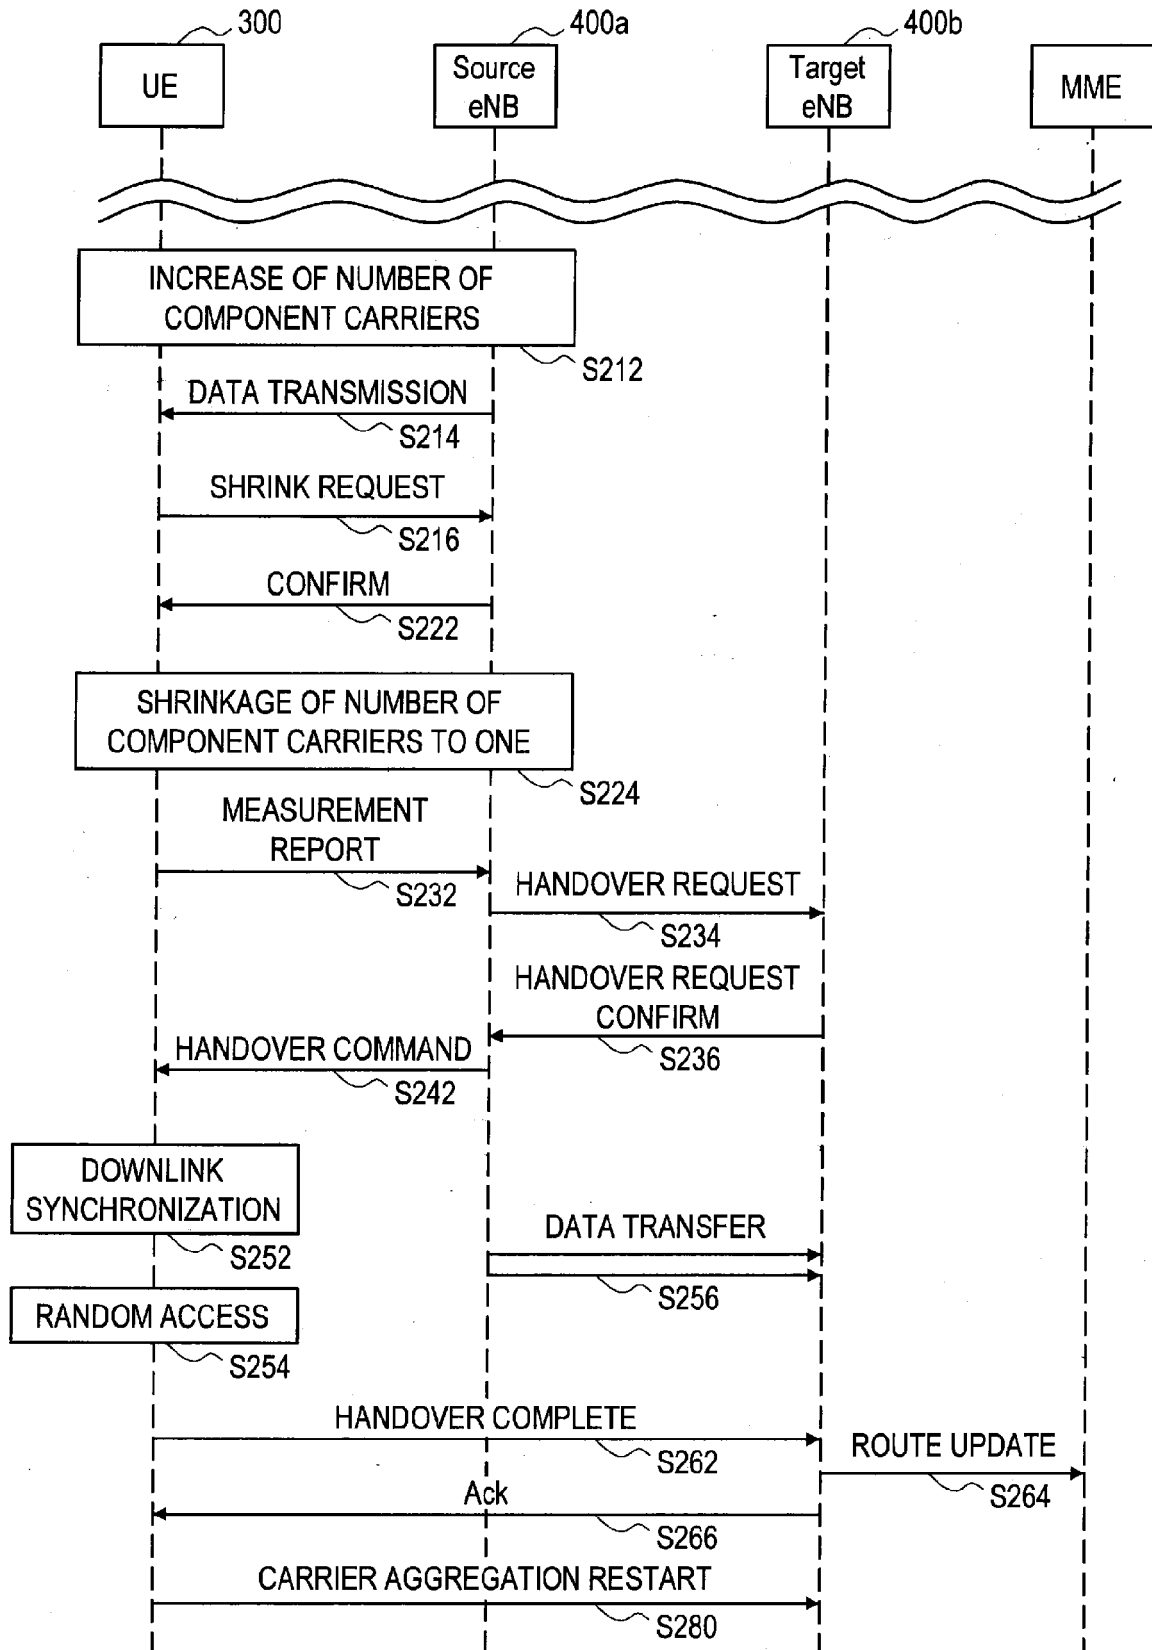 300
400a
400b
UE
Source
eNB
Target
eNB
MME
INCREASE OF NUMBER OF
COMPONENT CARRIERS
S212
DATA TRANSMISSION
S214
SHRINK REQUEST
S216
CONFIRM
S222
SHRINKAGE OF NUMBER OF
COMPONENT CARRIERS TO ONE
S224
MEASUREMENT
REPORT
S232
HANDOVER REQUEST
S234
HANDOVER REQUEST
CONFIRM
S236
HANDOVER COMMAND
S242
DOWNLINK
SYNCHRONIZATION
S252
DATA TRANSFER
S256
RANDOM ACCESS
S254
HANDOVER COMPLETE
S262
ROUTE UPDATE
S264
Ack
S266
CARRIER AGGREGATION RESTART
S280